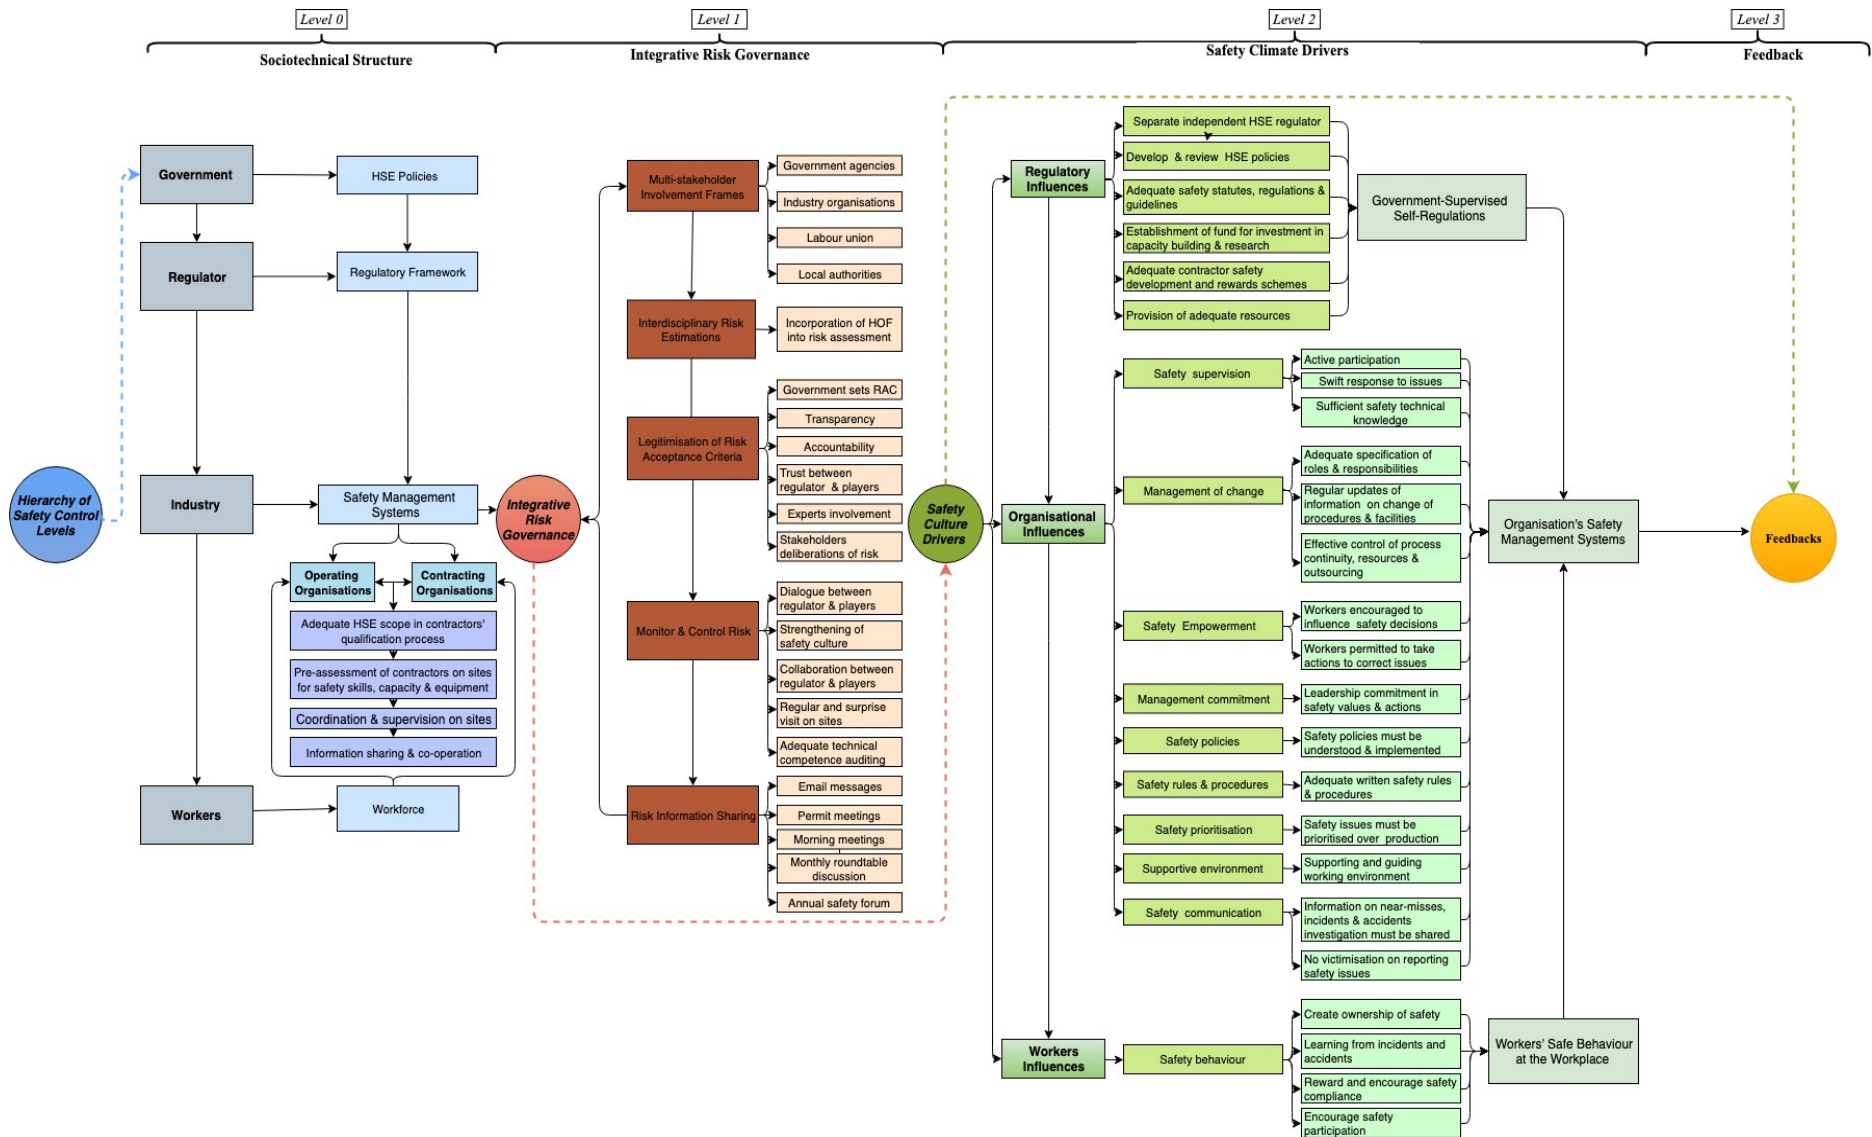 Level 0
Level 1
Level 2
Level 3
Sociotechnical Structure
Integrative Risk Governance
Safety Climate Drivers
Feedback
Hierarchy of
Safety Control
Levels
Government
HSE Policies
Regulator
Regulatory Framework
Industry
Safety Management
Systems
Operating
Organisations
Contracting
Organisations
Adequate HSE scope in contractors'
qualification process
Pre-assessment of contractors on sites
for safety skills, capacity & equipment
Coordination & supervision on sites
Information sharing & co-operation
Workers
Workforce
Integrative
Risk
Governance
Multi-stakeholder
Involvement Frames
Government agencies
Industry organisations
Labour union
Local authorities
Interdisciplinary Risk
Estimations
Incorporation of HOF
into risk assessment
Legitimisation of Risk
Acceptance Criteria
Government sets RAC
Transparency
Accountability
Trust between
regulator & players
Experts involvement
Stakeholders
deliberations of risk
Monitor & Control Risk
Dialogue between
regulator & players
Strengthening of
safety culture
Collaboration between
regulator & players
Regular and surprise
visit on sites
Adequate technical
competence auditing
Risk Information Sharing
Email messages
Permit meetings
Morning meetings
Monthly roundtable
discussion
Annual safety forum
Safety
Culture
Drivers
Regulatory
Influences
Separate independent HSE regulator
Develop & review HSE policies
Adequate safety statutes, regulations &
guidelines
Establishment of fund for investment in
capacity building & research
Adequate contractor safety
development and rewards schemes
Provision of adequate resources
Government-Supervised
Self-Regulations
Organisational
Influences
Safety supervision
Active participation
Swift response to issues
Sufficient safety technical
knowledge
Management of change
Adequate specification of
roles & responsibilities
Regular updates of
information on change of
procedures & facilities
Effective control of process
continuity, resources &
outsourcing
Safety Empowerment
Workers encouraged to
influence safety decisions
Workers permitted to take
actions to correct issues
Management commitment
Leadership commitment in
safety values & actions
Safety policies
Safety policies must be
understood & implemented
Safety rules & procedures
Adequate written safety rules
& procedures
Safety prioritisation
Safety issues must be
prioritised over production
Supportive environment
Supporting and guiding
working environment
Safety communication
Information on near-misses,
incidents & accidents
investigation must be shared
No victimisation on reporting
safety issues
Organisation's Safety
Management Systems
Workers
Influences
Safety behaviour
Create ownership of safety
Learning from incidents and
accidents
Reward and encourage safety
compliance
Encourage safety
participation
Workers' Safe Behaviour
at the Workplace
Feedbacks